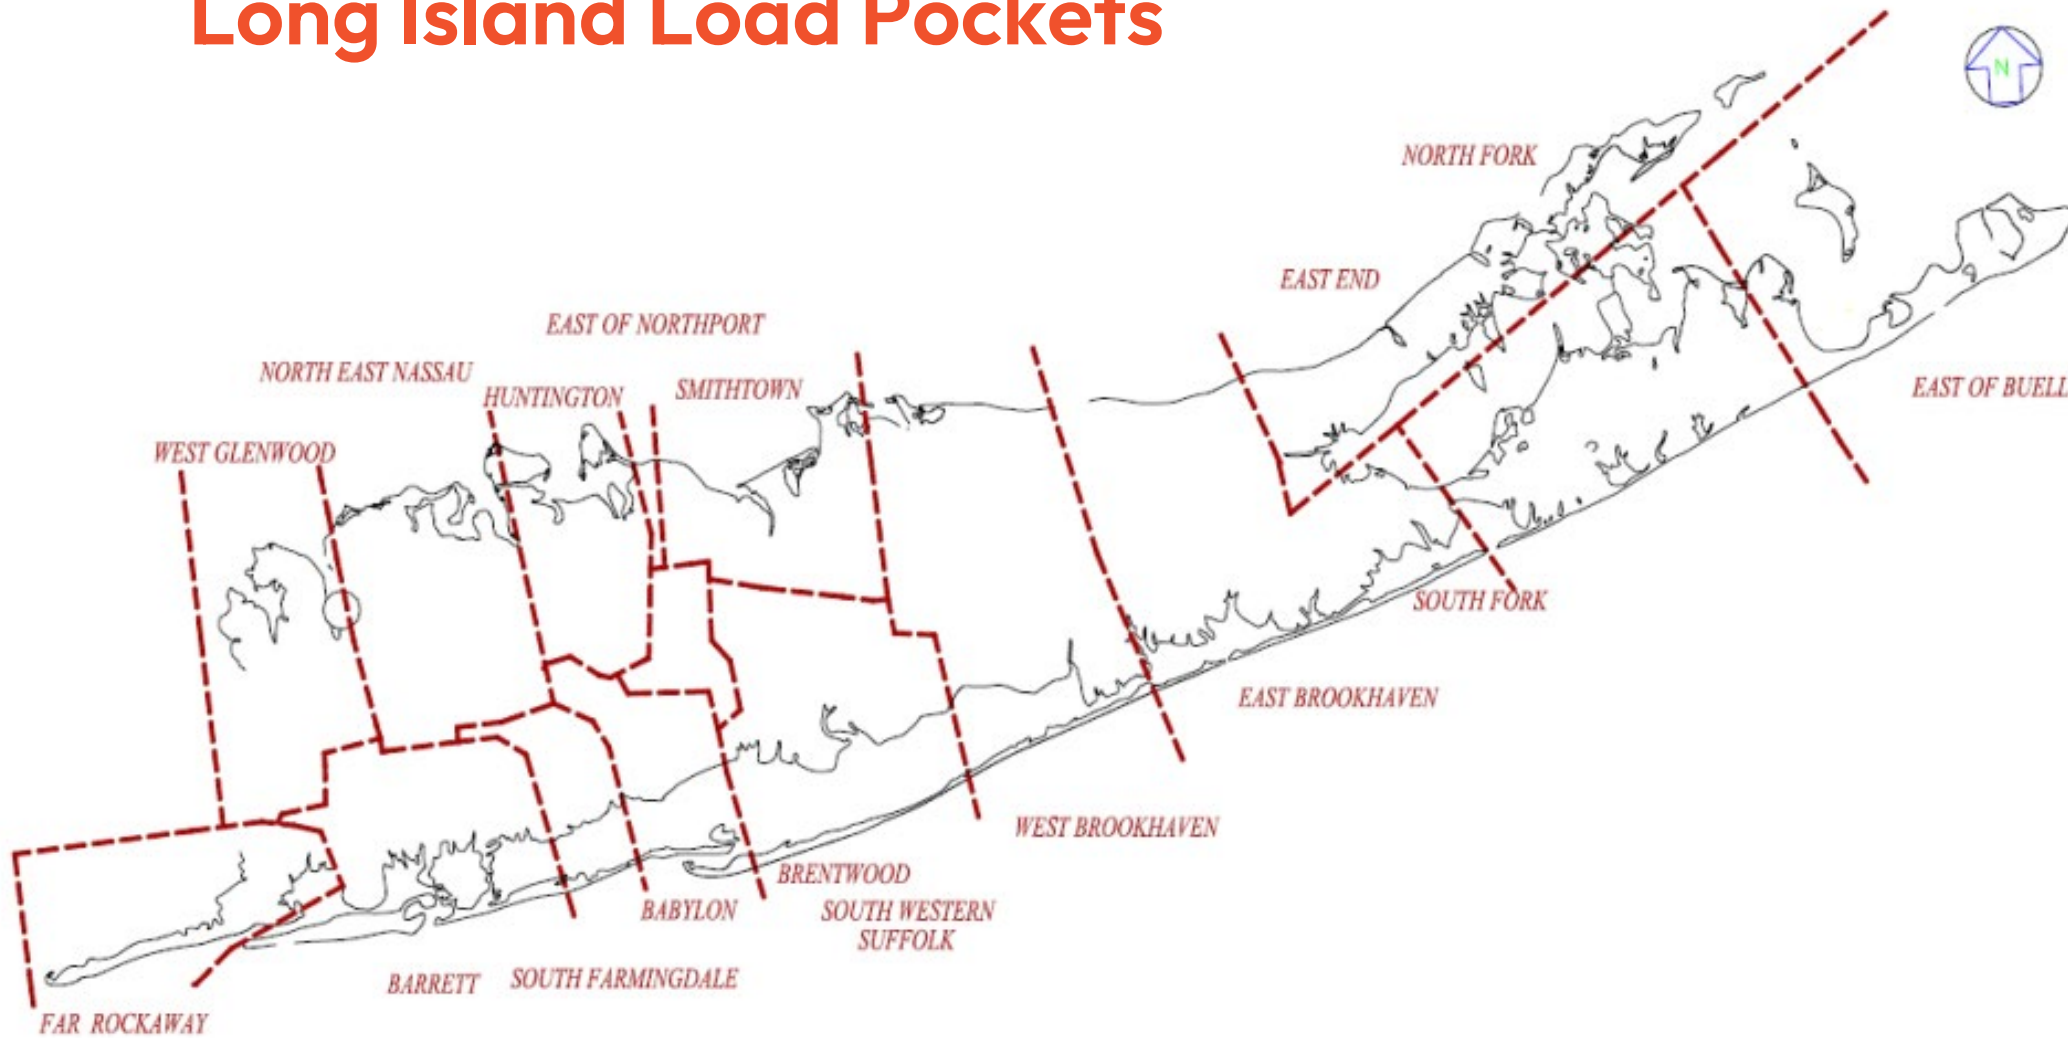 Long Island Load Pockets
N
NORTH FORK
EAST END
EAST OF NORTHPORT
NORTH EAST NASSAU
HUNTINGTON
SMITHTOWN
EAST OF BUELL
WEST GLENWOOD
SOUTH FORK
EAST BROOKHAVEN
WEST BROOKHAVEN
BRENTWOOD
BABYLON
SOUTH WESTERN
SUFFOLK
BARRETT
SOUTH FARMINGDALE
FAR ROCKAWAY